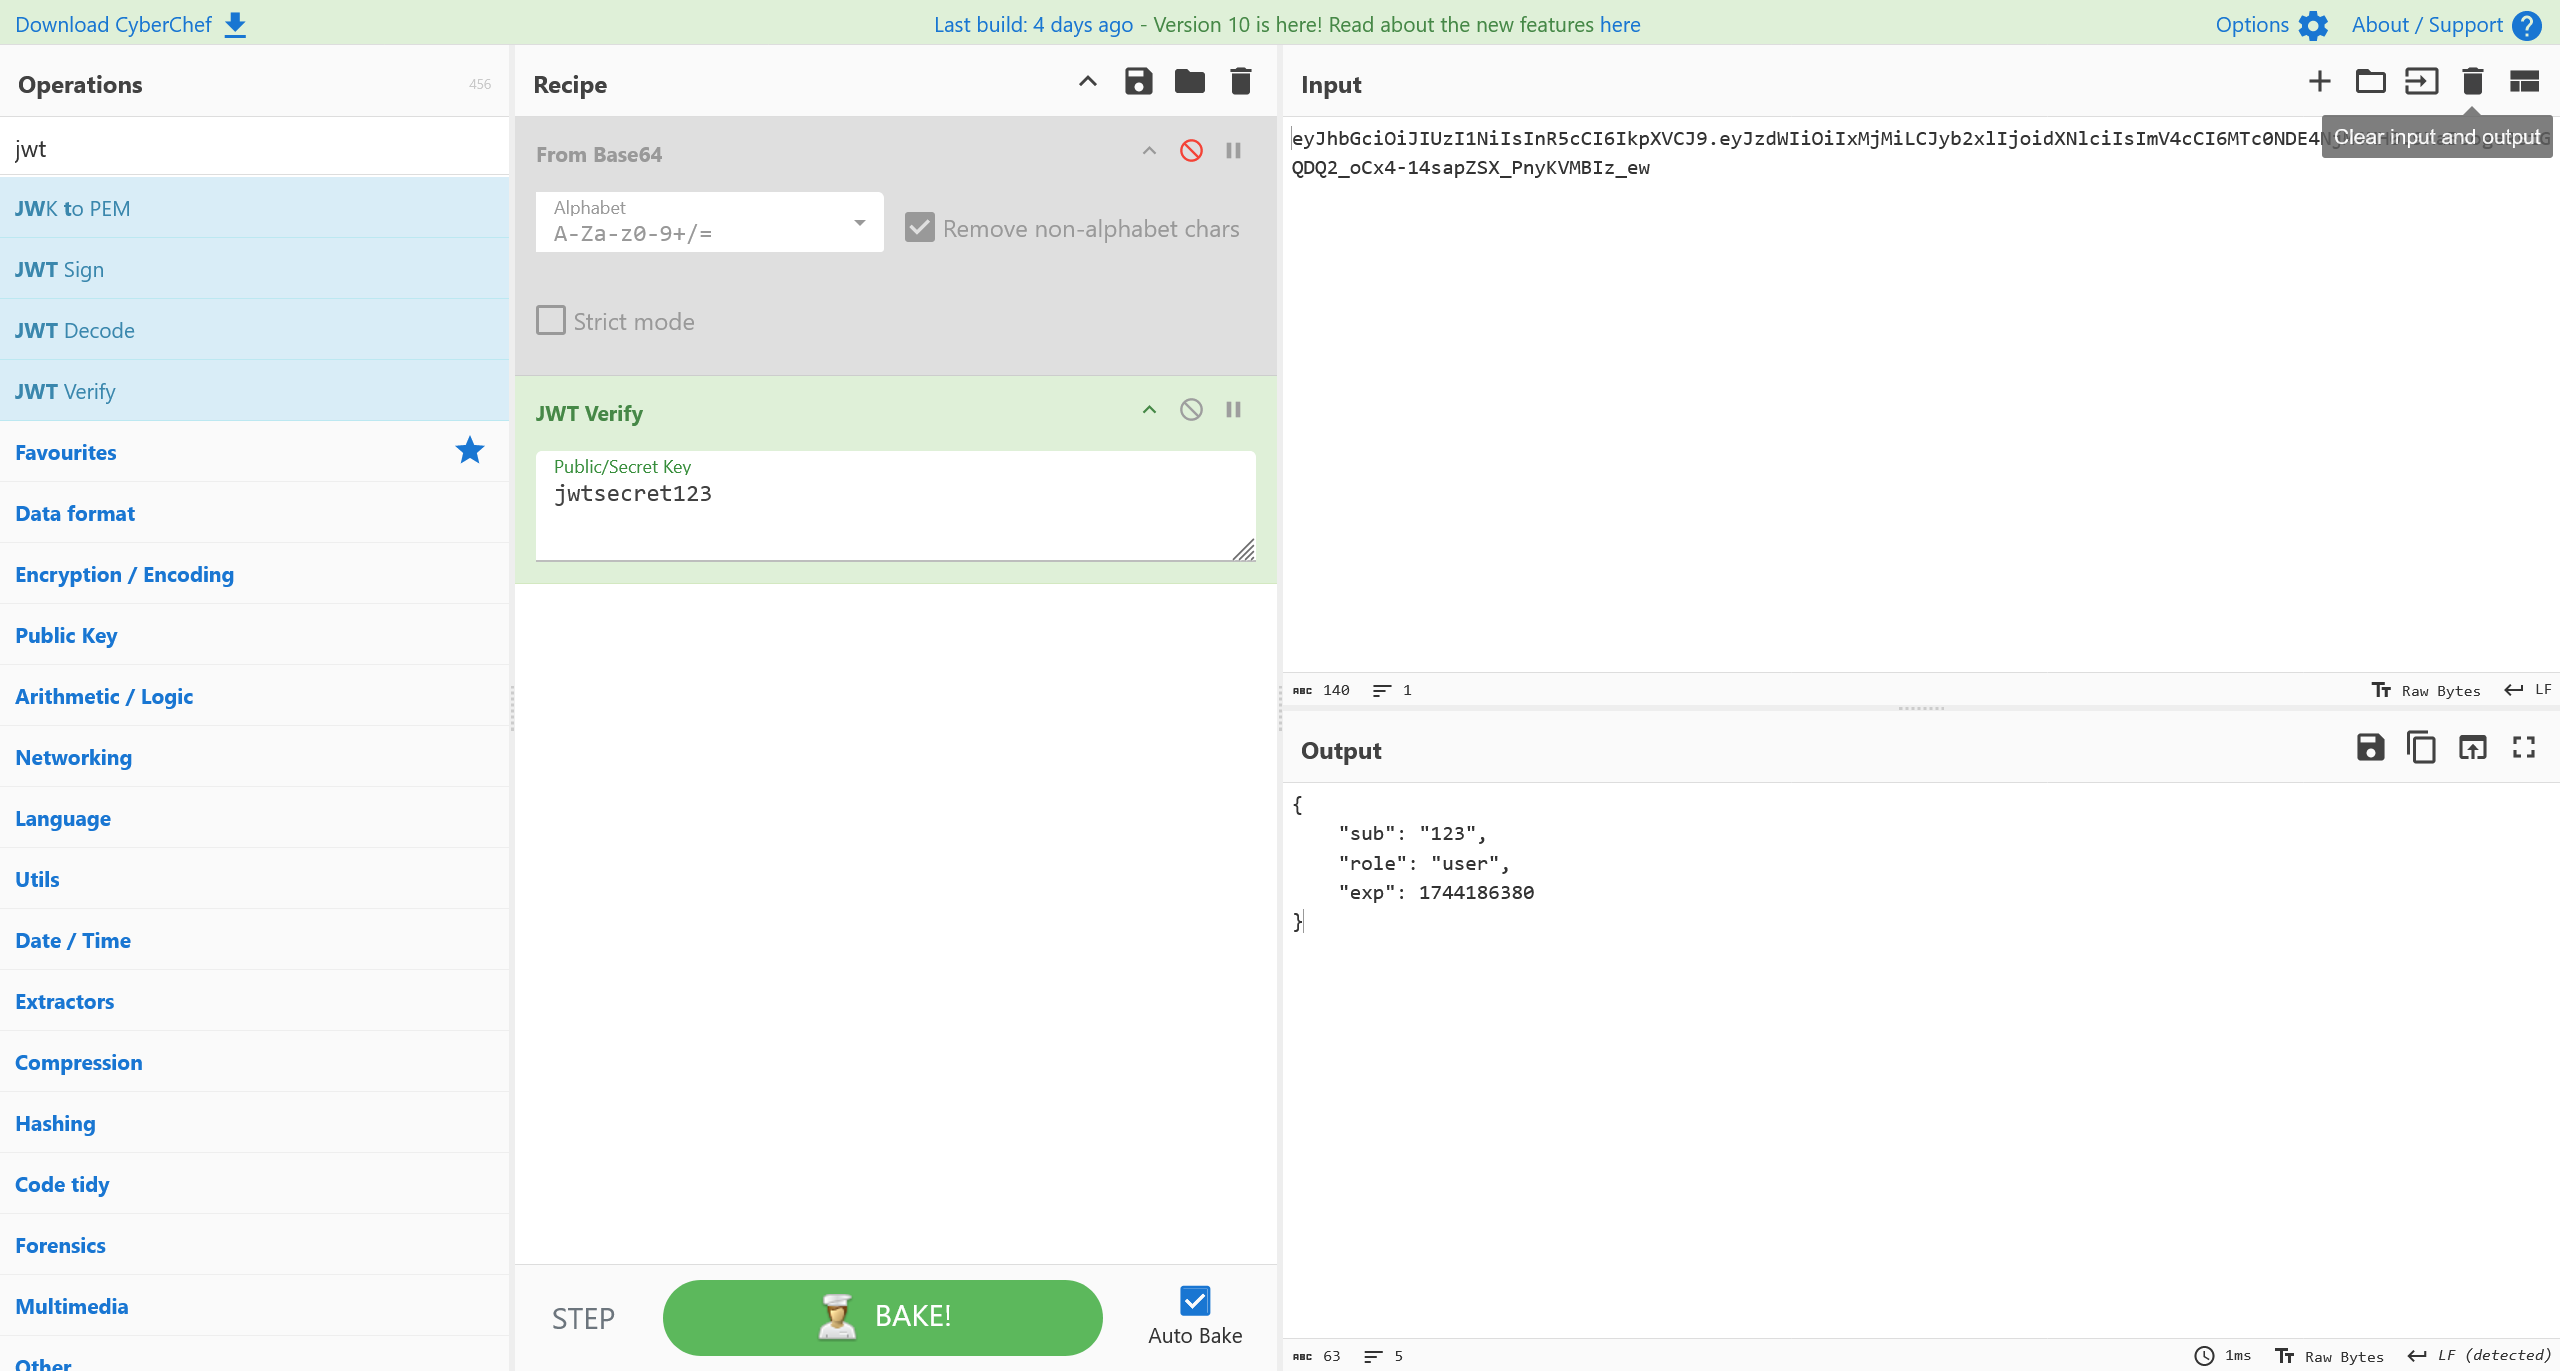 Download CyberChef
Last build: 4 days ago - Version 10 is here! Read about the new features here
Options
About / Support
Operations
456
jwt
JWK to PEM
JWT Sign
JWT Decode
JWT Verify
Favourites
Data format
Encryption / Encoding
Public Key
Arithmetic / Logic
Networking
Language
Utils
Date / Time
Extractors
Compression
Hashing
Code tidy
Forensics
Multimedia
Other
Recipe
From Base64
Alphabet
A-Za-z0-9+/=
Remove non-alphabet chars
Strict mode
JWT Verify
Public/Secret Key
jwtsecret123
STEP
BAKE!
Auto Bake
Input
Clear input and output
eyJhbGciOiJIUzI1NiIsInR5cCI6IkpXVCJ9.eyJzdWIiOiIxMjMiLCJyb2xlIjoidXNlciIsImV4cCI6MTc0NDE4
QDQ2_oCx4-14sapZSX_PnyKVMBIz_ew
ABC 140 1
Raw Bytes LF
Output
{
"sub": "123",
"role": "user",
"exp": 1744186380
}
ABC 63 5
1ms Raw Bytes LF (detected)